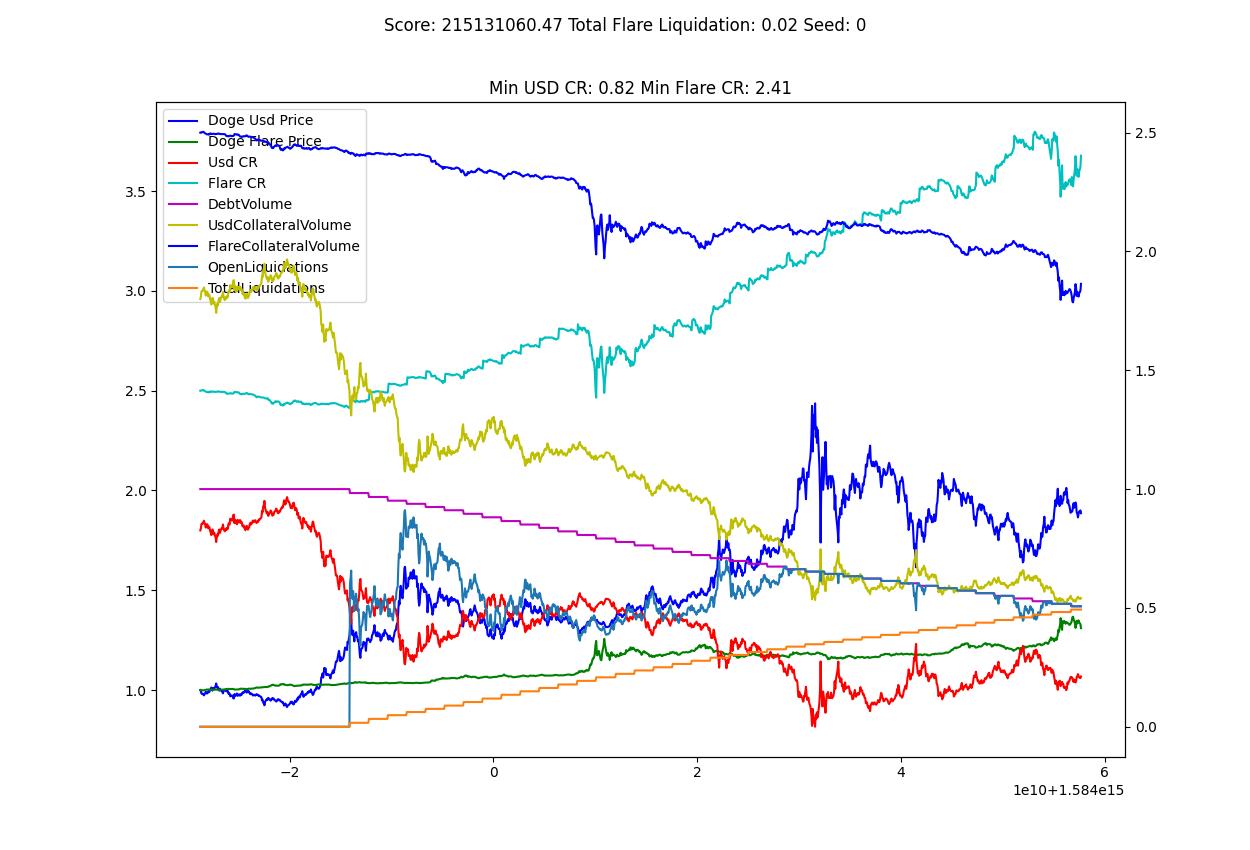 Score: 215131060.47 Total Flare Liquidation: 0.02 Seed: 0
Min USD CR: 0.82 Min Flare CR: 2.41
Doge Usd Price
Doge Flare Price
Usd CR
Flare CR
DebtVolume
UsdCollateralVolume
FlareCollateralVolume
OpenLiquidations
TotalLiquidations
3.5
3.0
2.5
2.0
1.5
1.0
2.5
2.0
1.5
1.0
0.5
0.0
−2
0
2
4
6
1e10+1.584e15